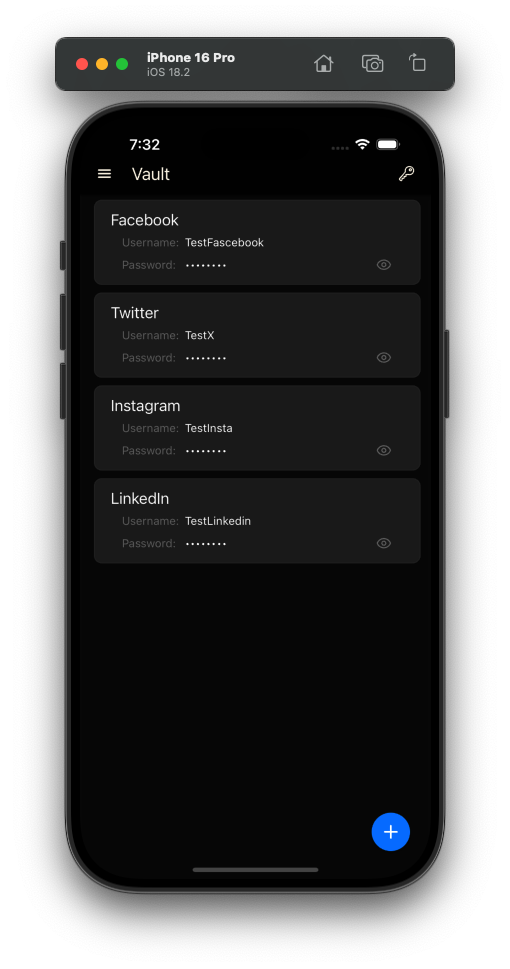 iPhone 16 Pro
iOS 18.2
7:32
Vault
Facebook
Username: TestFascebook
Password: ••••••••
Twitter
Username: TestX
Password: ••••••••
Instagram
Username: TestInsta
Password: ••••••••
LinkedIn
Username: TestLinkedin
Password: ••••••••